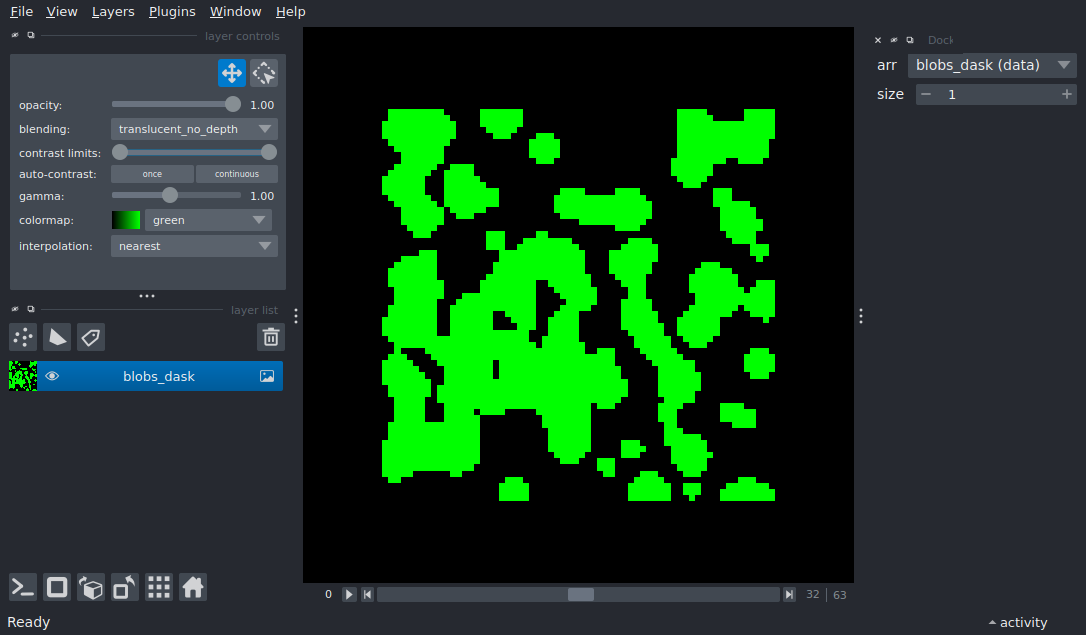 File View Layers Plugins Window Help
layer controls
opacity: 1.00
blending: translucent_no_depth
contrast limits:
auto-contrast: once continuous
gamma: 1.00
colormap: green
interpolation: nearest
layer list
blobs_dask
Dock
arr blobs_dask (data)
size 1
0 32 63
Ready
activity